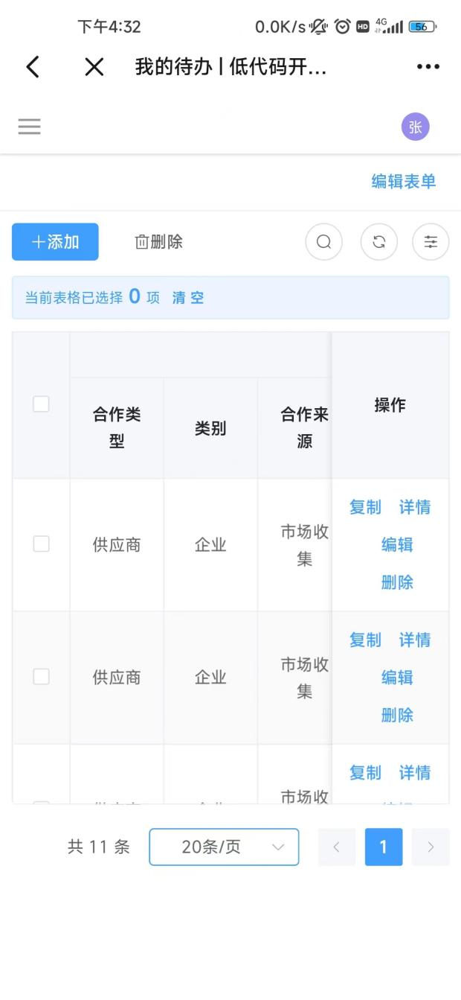 下午4:32 0.0K/s HD 4G 56
我的待办 | 低代码开...
张
编辑表单
+添加 删除
当前表格已选择 0 项 清空
合作类型 类别 合作来源 操作
供应商 企业 市场收集 复制 详情
编辑
删除
供应商 企业 市场收集 复制 详情
编辑
删除
市场收 复制 详情
共 11 条 20条/页 1